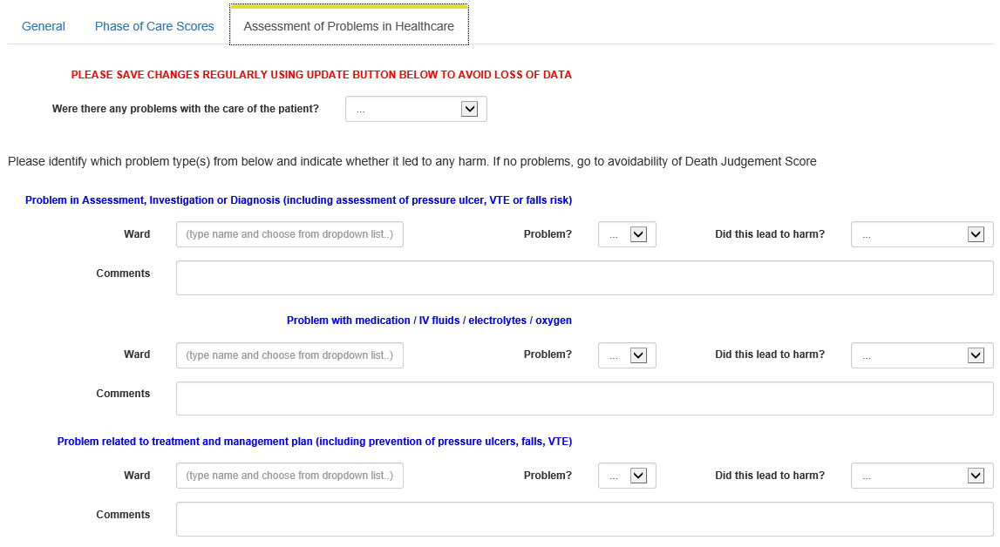 General Phase of Care Scores Assessment of Problems in Healthcare
PLEASE SAVE CHANGES REGULARLY USING UPDATE BUTTON BELOW TO AVOID LOSS OF DATA
Were there any problems with the care of the patient? ...
Please identify which problem type(s) from below and indicate whether it led to any harm. If no problems, go to avoidability of Death Judgement Score
Problem in Assessment, Investigation or Diagnosis (including assessment of pressure ulcer, VTE or falls risk)
Ward (type name and choose from dropdown list..) Problem? ... Did this lead to harm? ...
Comments
Problem with medication / IV fluids / electrolytes / oxygen
Ward (type name and choose from dropdown list..) Problem? ... Did this lead to harm? ...
Comments
Problem related to treatment and management plan (including prevention of pressure ulcers, falls, VTE)
Ward (type name and choose from dropdown list..) Problem? ... Did this lead to harm? ...
Comments